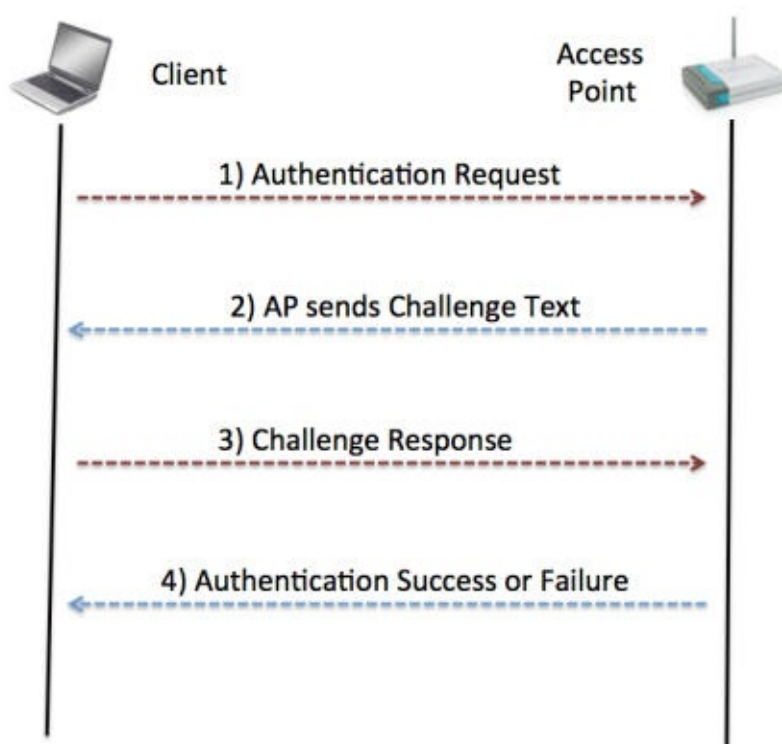 Client
Access
Point
1) Authentication Request
2) AP sends Challenge Text
3) Challenge Response
4) Authentication Success or Failure